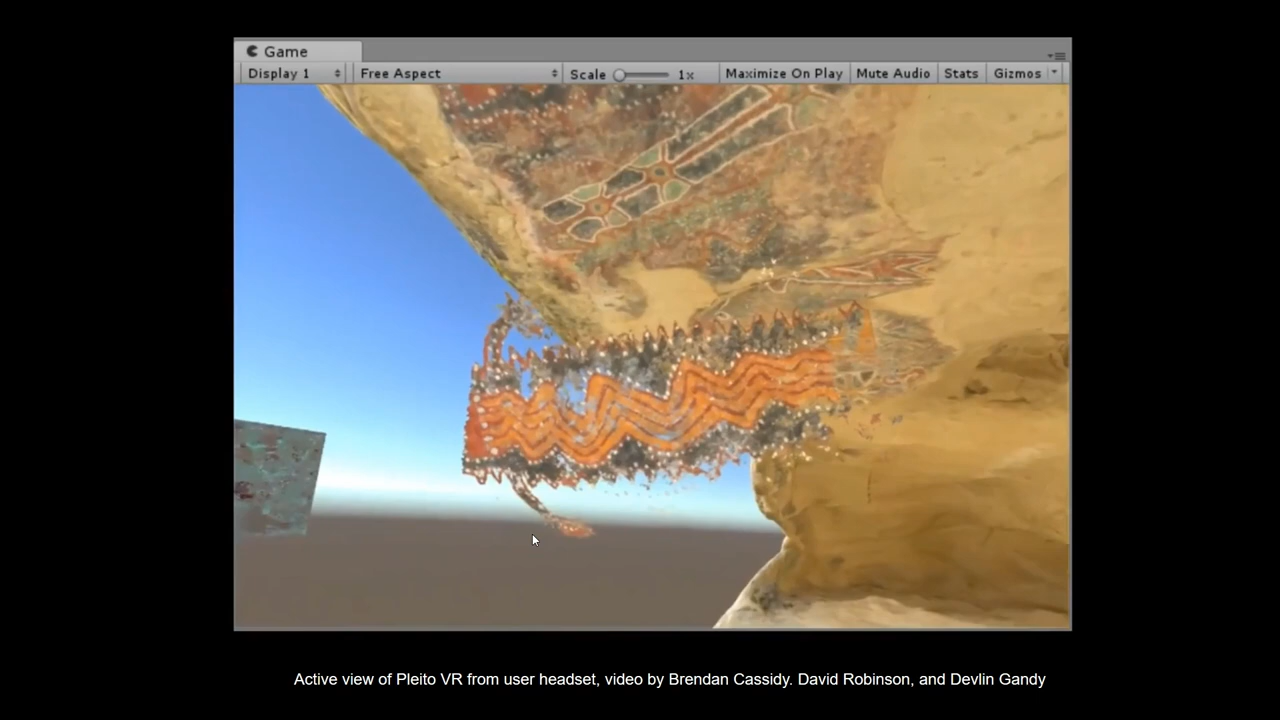 Game
Display 1 Free Aspect Scale 1x Maximize On Play Mute Audio Stats Gizmos
Active view of Pleito VR from user headset, video by Brendan Cassidy. David Robinson, and Devlin Gandy